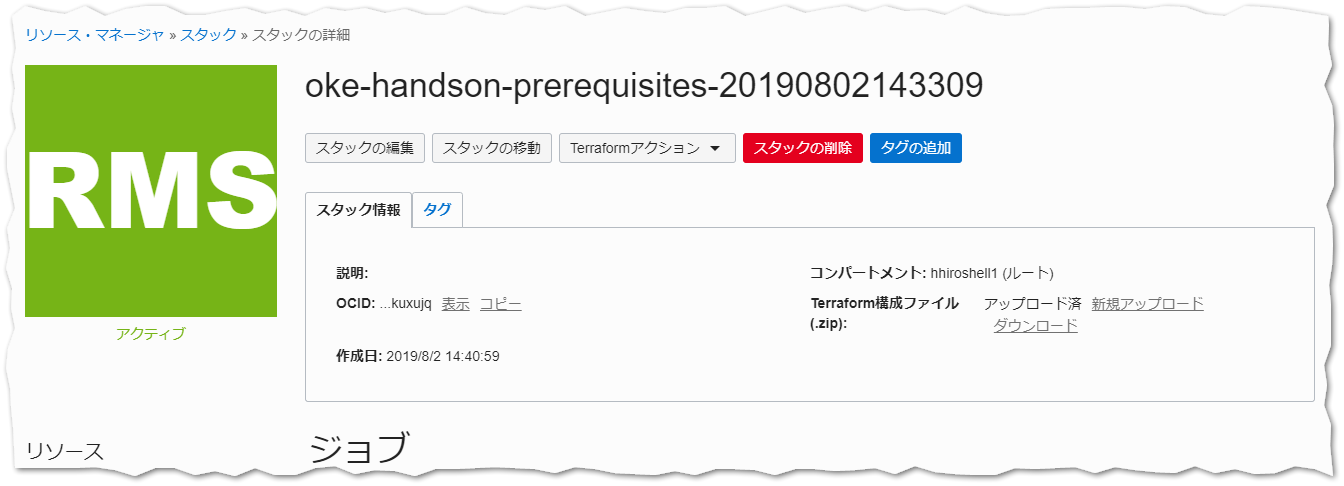 リソース・マネージャ » スタック » スタックの詳細
RMS
アクティブ
oke-handson-prerequisites-20190802143309
スタックの編集 スタックの移動 Terraformアクション スタックの削除 タグの追加
スタック情報 タグ
説明:
OCID: ...kuxujq 表示 コピー
作成日: 2019/8/2 14:40:59
コンパートメント: hhiroshell1 (ルート)
Terraform構成ファイル アップロード済 新規アップロード
(.zip): ダウンロード
リソース
ジョブ